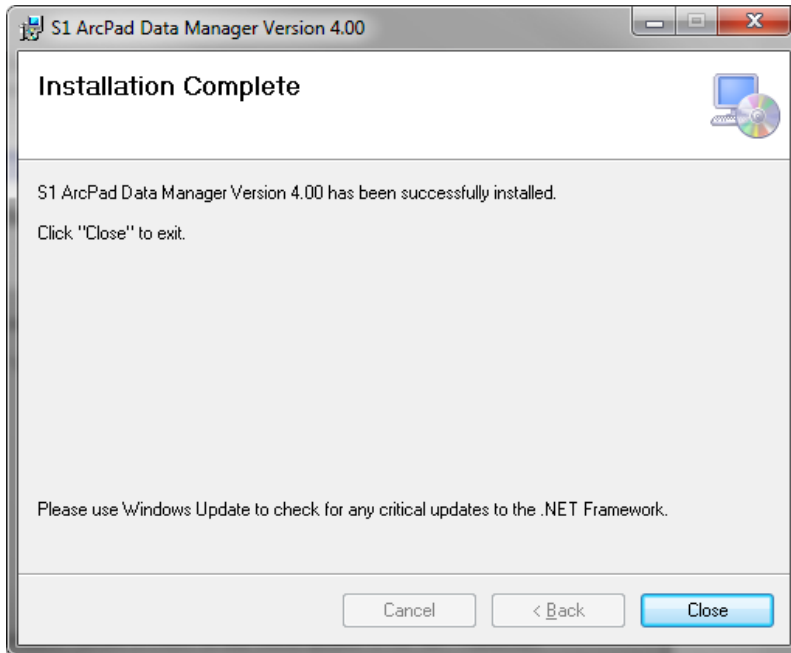 S1 ArcPad Data Manager Version 4.00
Installation Complete
S1 ArcPad Data Manager Version 4.00 has been successfully installed.
Click "Close" to exit.
Please use Windows Update to check for any critical updates to the .NET Framework.
Cancel
< Back
Close